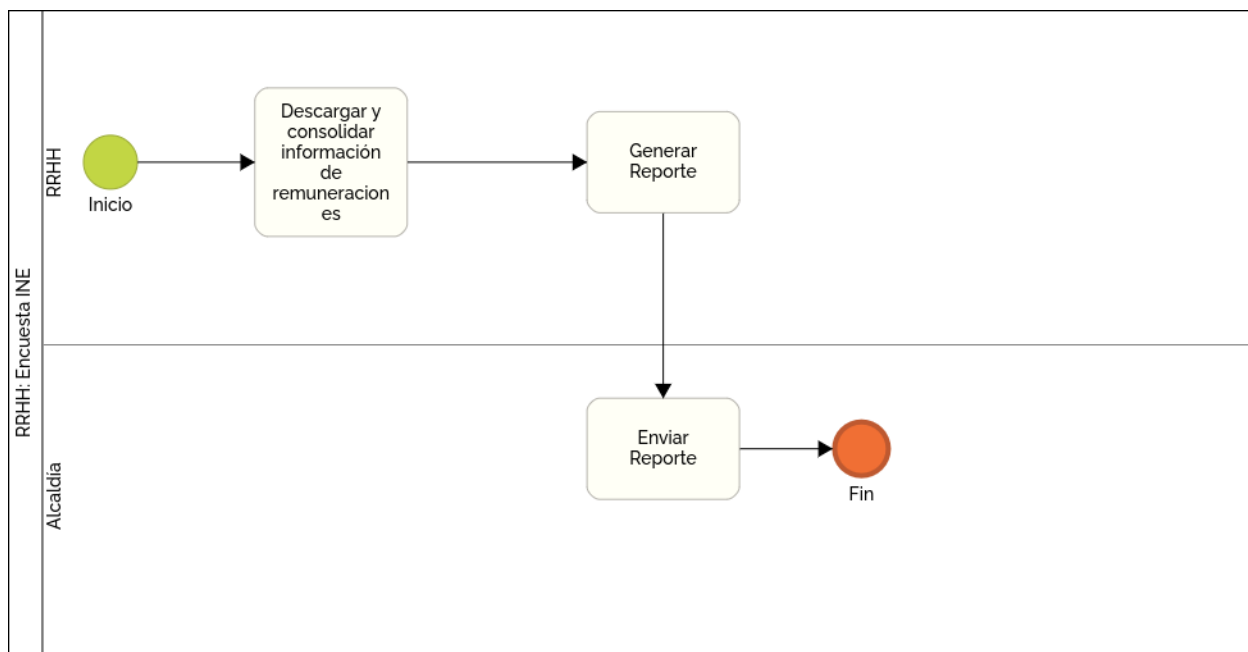 RRHH: Encuesta INE
RRHH
Inicio
Descargar y
consolidar
información
de
remuneracion
es
Generar
Reporte
Alcaldía
Enviar
Reporte
Fin